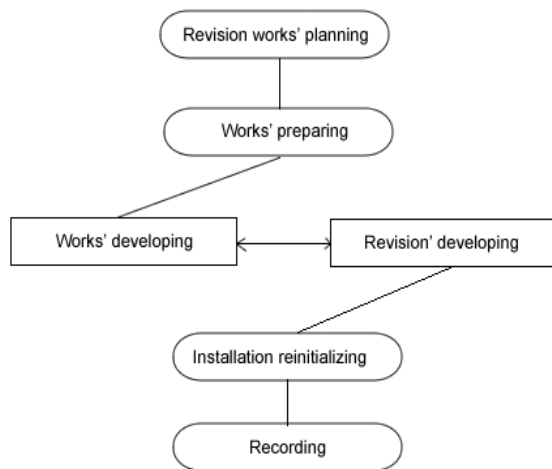 Revision works’ planning
Works’ preparing
Works’ developing
Revision’ developing
Installation reinitializing
Recording